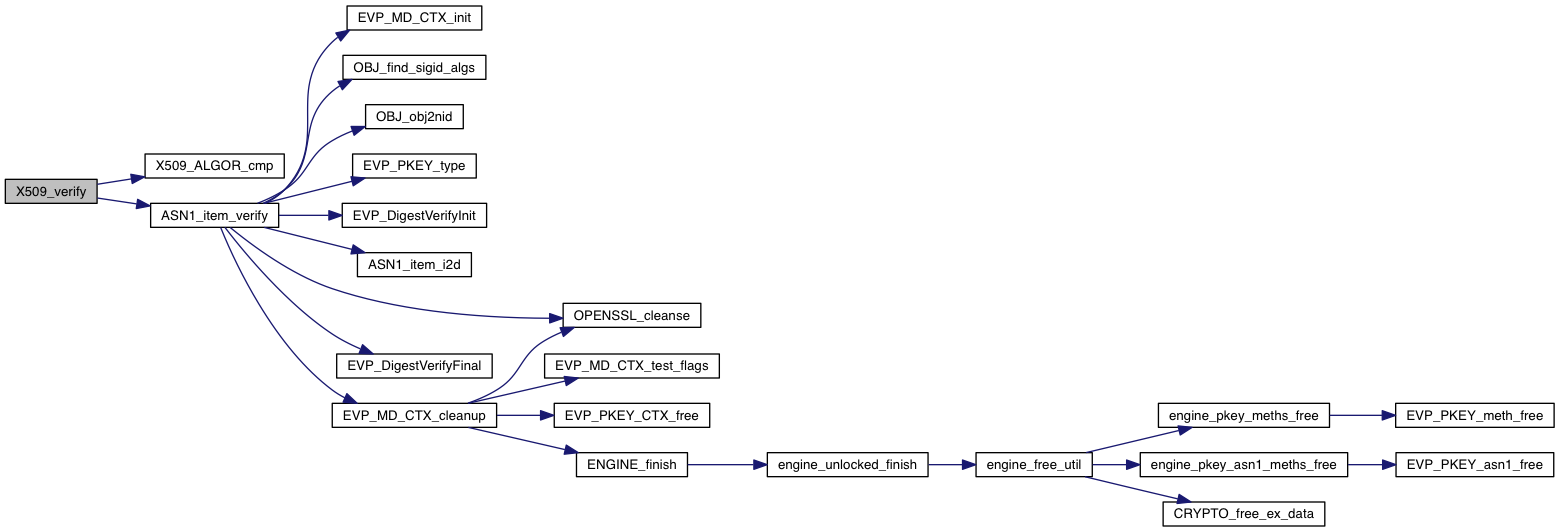 EVP_MD_CTX_init
OBJ_find_sigid_algs
OBJ_obj2nid
X509_ALGOR_cmp
EVP_PKEY_type
X509_verify
ASN1_item_verify
EVP_DigestVerifyInit
ASN1_item_i2d
OPENSSL_cleanse
EVP_DigestVerifyFinal
EVP_MD_CTX_test_flags
EVP_MD_CTX_cleanup
EVP_PKEY_CTX_free
engine_pkey_meths_free
EVP_PKEY_meth_free
ENGINE_finish
engine_unlocked_finish
engine_free_util
engine_pkey_asn1_meths_free
EVP_PKEY_asn1_free
CRYPTO_free_ex_data